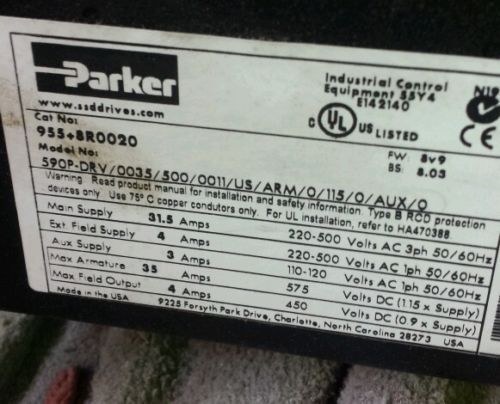 Parker
www.ssddrives.com
Industrial Control
Equipment 55Y4
E142140
C UL US LISTED
CE
Cat No:
955+8R0020
FW: 8v9
BS: 8.03
Model No:
590P-DRV/0035/500/0011/US/ARM/0/115/0/AUX/0
Warning. Read product manual for installation and safety information. Type B RCD protection
devices only. Use 75°C copper condutors only. For UL installation, refer to HA470388.
Main Supply 31.5 Amps 220-500 Volts AC 3ph 50/60Hz
Ext. Field Supply 4 Amps 220-500 Volts AC 1ph 50/60Hz
Aux Supply 3 Amps 110-120 Volts AC 1ph 50/60Hz
Max Armature 35 Amps 575 Volts DC (1.15 x Supply)
Max Field Output 4 Amps 450 Volts DC (0.9 x Supply)
Made in the USA 9225 Forsyth Park Drive, Charlotte, North Carolina 28273 USA